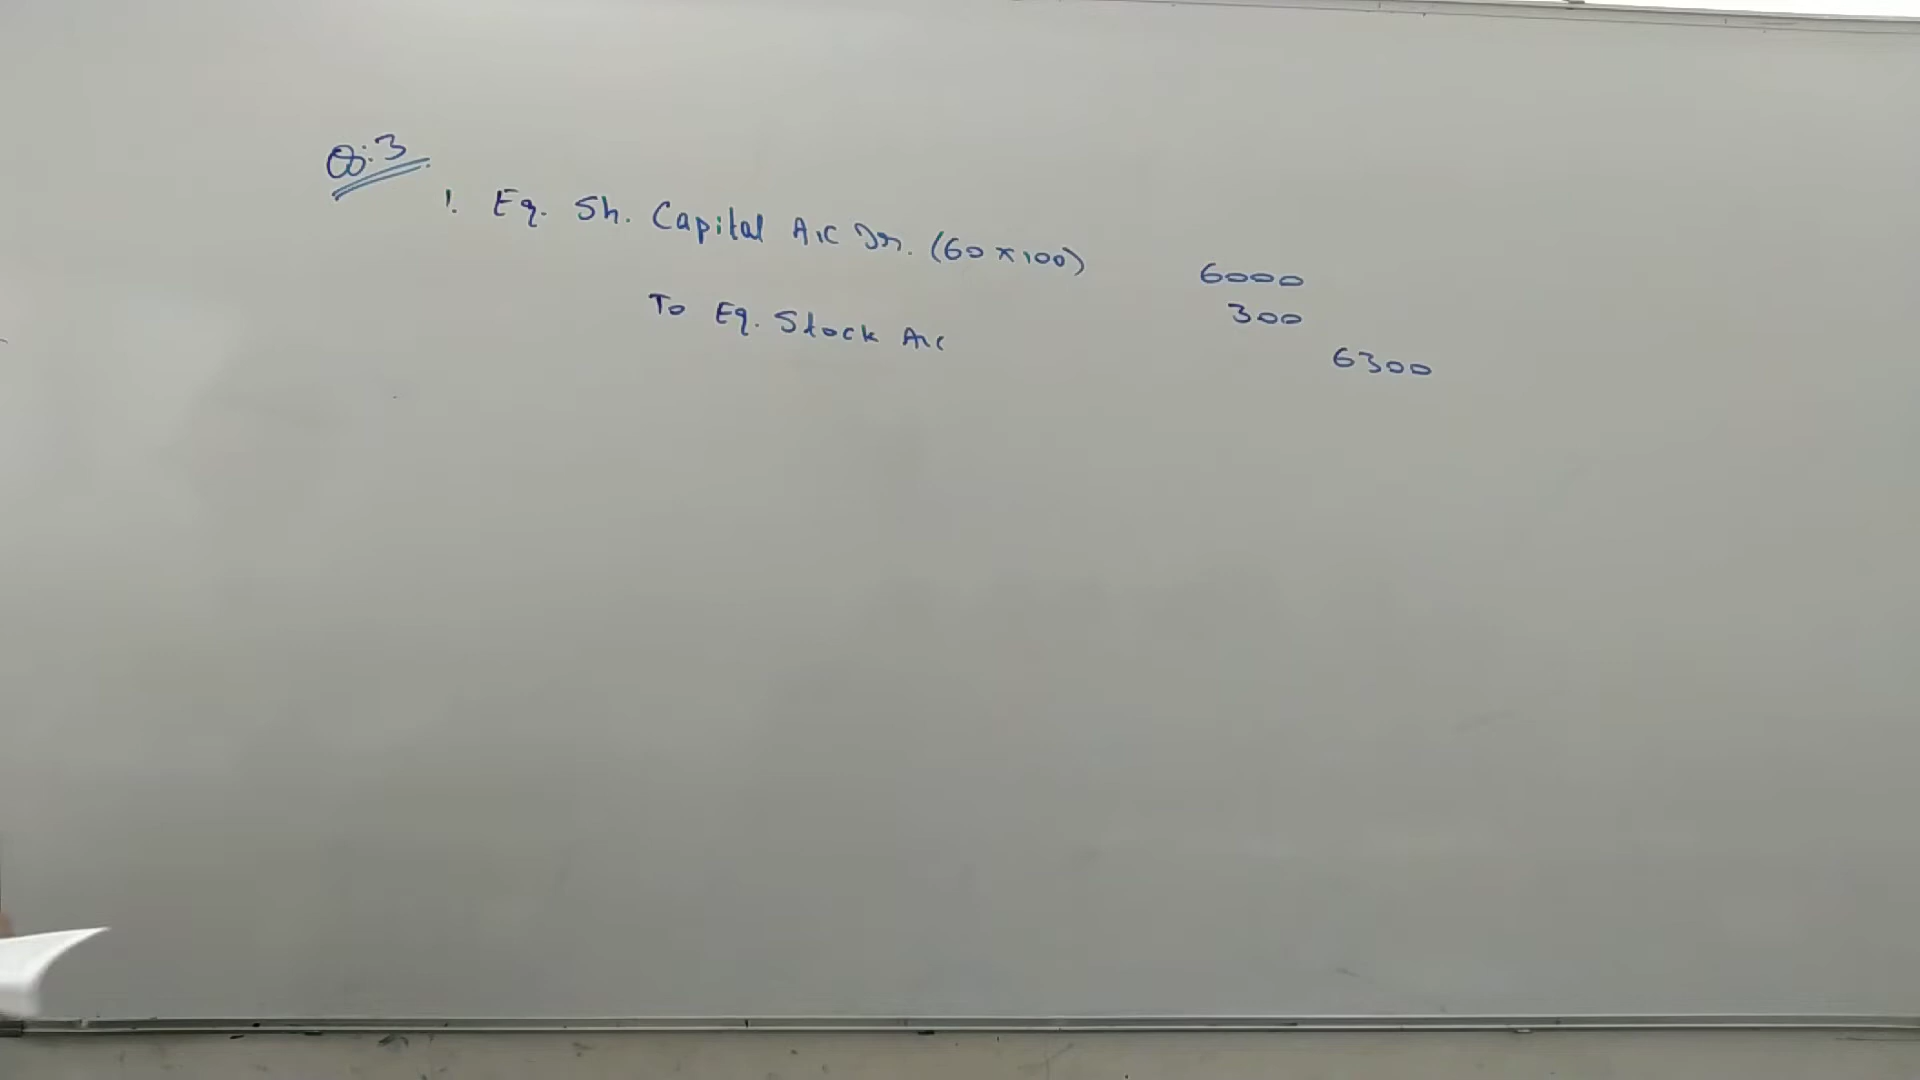 Q:3
1. Eq. Sh. Capital A/c Dr. (60 x 100) 6000
300
To Eq. Stock A/c 6300